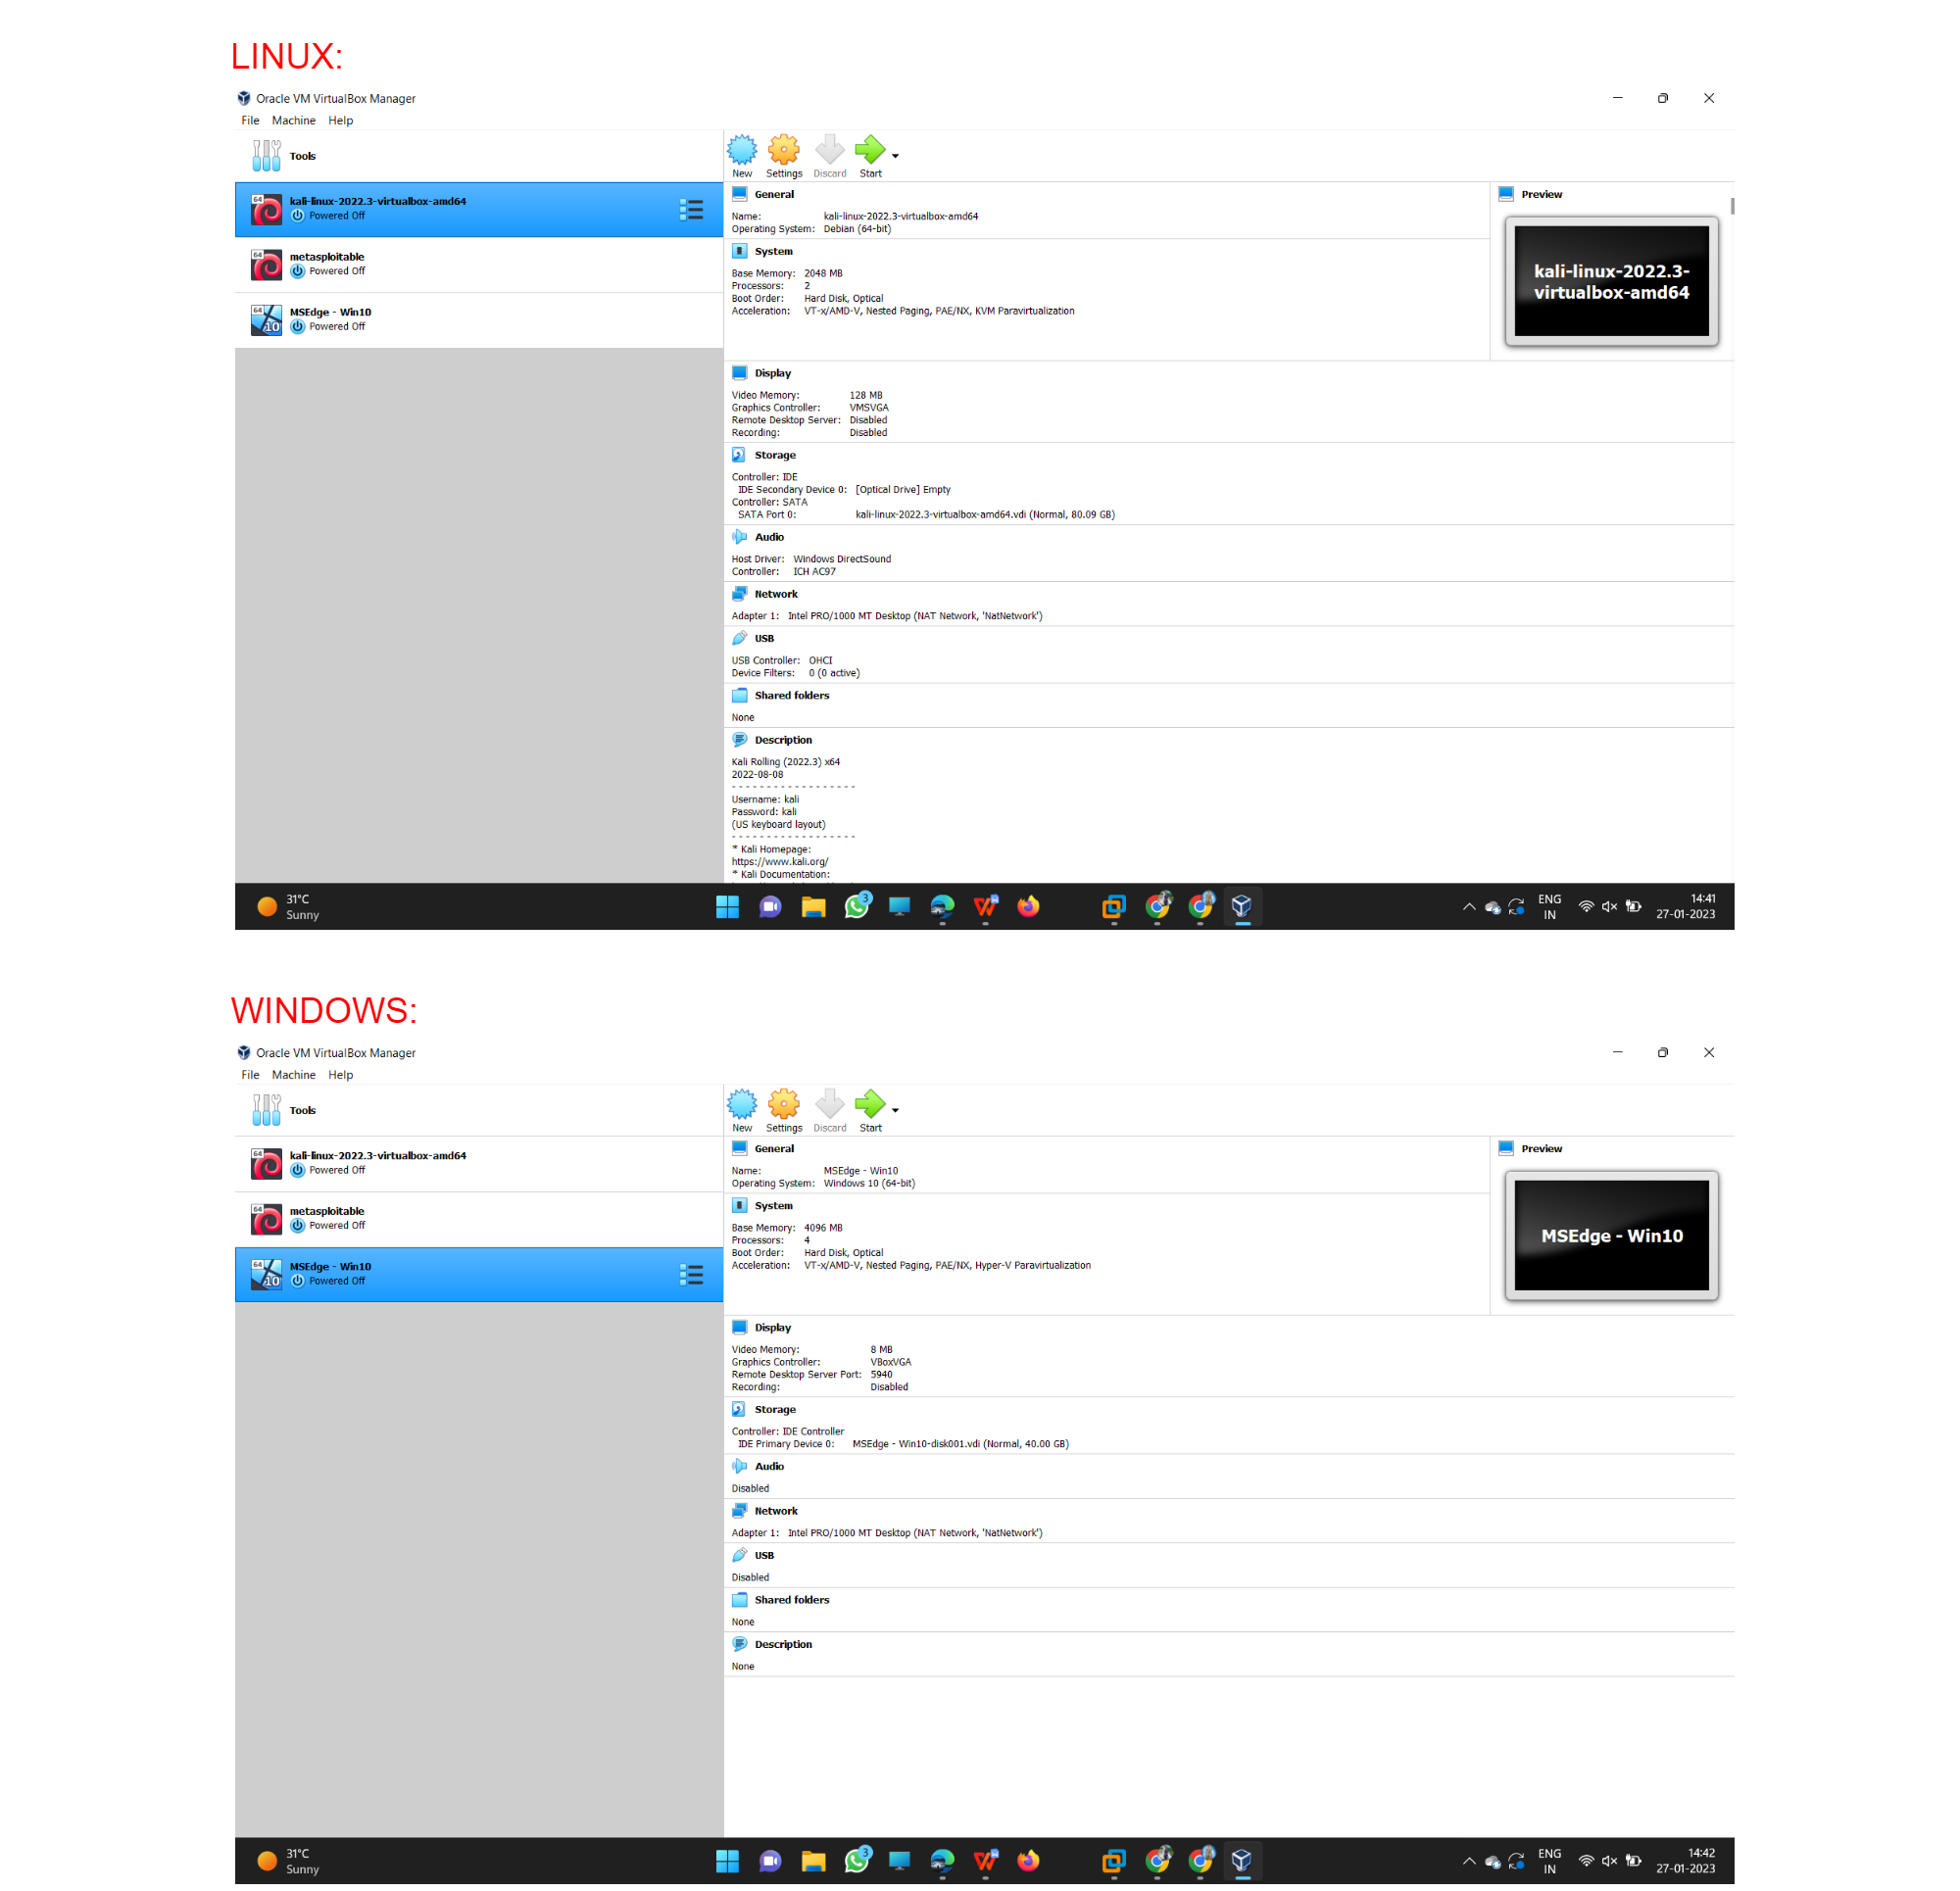 LINUX:
Oracle VM VirtualBox Manager
File Machine Help
Tools
New Settings Discard Start
64
kali-linux-2022.3-virtualbox-amd64
Powered Off
64
metasploitable
Powered Off
64
10
MSEdge - Win10
Powered Off
General
Name: kali-linux-2022.3-virtualbox-amd64
Operating System: Debian (64-bit)
Preview
kali-linux-2022.3-
virtualbox-amd64
System
Base Memory: 2048 MB
Processors: 2
Boot Order: Hard Disk, Optical
Acceleration: VT-x/AMD-V, Nested Paging, PAE/NX, KVM Paravirtualization
Display
Video Memory: 128 MB
Graphics Controller: VMSVGA
Remote Desktop Server: Disabled
Recording: Disabled
Storage
Controller: IDE
IDE Secondary Device 0: [Optical Drive] Empty
Controller: SATA
SATA Port 0: kali-linux-2022.3-virtualbox-amd64.vdi (Normal, 80.09 GB)
Audio
Host Driver: Windows DirectSound
Controller: ICH AC97
Network
Adapter 1: Intel PRO/1000 MT Desktop (NAT Network, 'NatNetwork')
USB
USB Controller: OHCI
Device Filters: 0 (0 active)
Shared folders
None
Description
Kali Rolling (2022.3) x64
2022-08-08
- - - - - - - - - - - - - - - - - -
Username: kali
Password: kali
(US keyboard layout)
- - - - - - - - - - - - - - - - - -
* Kali Homepage:
https://www.kali.org/
* Kali Documentation:
31°C
Sunny
3
ENG
IN
14:41
27-01-2023
WINDOWS:
Oracle VM VirtualBox Manager
File Machine Help
Tools
New Settings Discard Start
64
kali-linux-2022.3-virtualbox-amd64
Powered Off
64
metasploitable
Powered Off
64
10
MSEdge - Win10
Powered Off
General
Name: MSEdge - Win10
Operating System: Windows 10 (64-bit)
Preview
MSEdge - Win10
System
Base Memory: 4096 MB
Processors: 4
Boot Order: Hard Disk, Optical
Acceleration: VT-x/AMD-V, Nested Paging, PAE/NX, Hyper-V Paravirtualization
Display
Video Memory: 8 MB
Graphics Controller: VBoxVGA
Remote Desktop Server Port: 5940
Recording: Disabled
Storage
Controller: IDE Controller
IDE Primary Device 0: MSEdge - Win10-disk001.vdi (Normal, 40.00 GB)
Audio
Disabled
Network
Adapter 1: Intel PRO/1000 MT Desktop (NAT Network, 'NatNetwork')
USB
Disabled
Shared folders
None
Description
None
31°C
Sunny
3
ENG
IN
14:42
27-01-2023